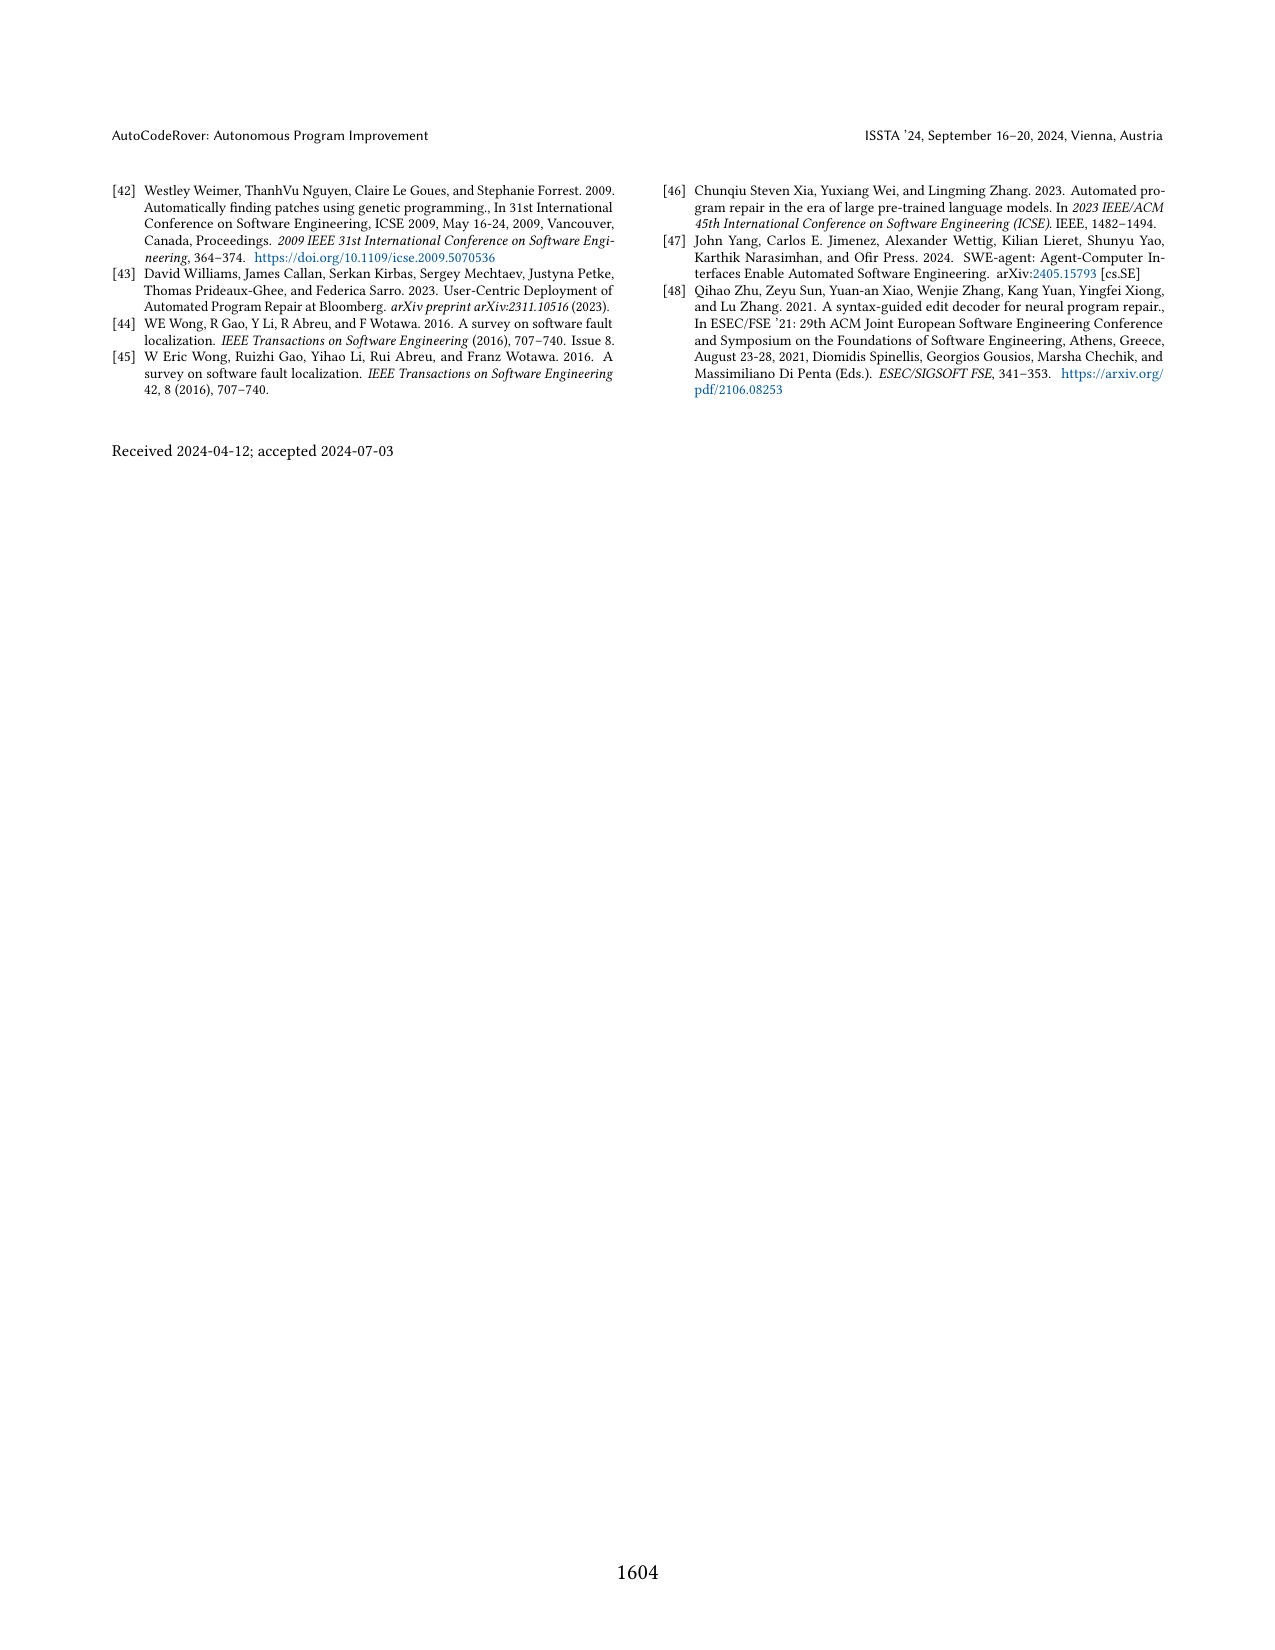 AutoCodeRover: Autonomous Program Improvement
ISSTA ’24, September 16–20, 2024, Vienna, Austria
[42] Westley Weimer, ThanhVu Nguyen, Claire Le Goues, and Stephanie Forrest. 2009.
Automatically finding patches using genetic programming., In 31st International
Conference on Software Engineering, ICSE 2009, May 16-24, 2009, Vancouver,
Canada, Proceedings. 2009 IEEE 31st International Conference on Software Engi-
neering, 364–374. https://doi.org/10.1109/icse.2009.5070536
[43] David Williams, James Callan, Serkan Kirbas, Sergey Mechtaev, Justyna Petke,
Thomas Prideaux-Ghee, and Federica Sarro. 2023. User-Centric Deployment of
Automated Program Repair at Bloomberg. arXiv preprint arXiv:2311.10516 (2023).
[44] WE Wong, R Gao, Y Li, R Abreu, and F Wotawa. 2016. A survey on software fault
localization. IEEE Transactions on Software Engineering (2016), 707–740. Issue 8.
[45] W Eric Wong, Ruizhi Gao, Yihao Li, Rui Abreu, and Franz Wotawa. 2016. A
survey on software fault localization. IEEE Transactions on Software Engineering
42, 8 (2016), 707–740.
[46] Chunqiu Steven Xia, Yuxiang Wei, and Lingming Zhang. 2023. Automated pro-
gram repair in the era of large pre-trained language models. In 2023 IEEE/ACM
45th International Conference on Software Engineering (ICSE). IEEE, 1482–1494.
[47] John Yang, Carlos E. Jimenez, Alexander Wettig, Kilian Lieret, Shunyu Yao,
Karthik Narasimhan, and Ofir Press. 2024. SWE-agent: Agent-Computer In-
terfaces Enable Automated Software Engineering. arXiv:2405.15793 [cs.SE]
[48] Qihao Zhu, Zeyu Sun, Yuan-an Xiao, Wenjie Zhang, Kang Yuan, Yingfei Xiong,
and Lu Zhang. 2021. A syntax-guided edit decoder for neural program repair.,
In ESEC/FSE ’21: 29th ACM Joint European Software Engineering Conference
and Symposium on the Foundations of Software Engineering, Athens, Greece,
August 23-28, 2021, Diomidis Spinellis, Georgios Gousios, Marsha Chechik, and
Massimiliano Di Penta (Eds.). ESEC/SIGSOFT FSE, 341–353. https://arxiv.org/
pdf/2106.08253
Received 2024-04-12; accepted 2024-07-03
1604